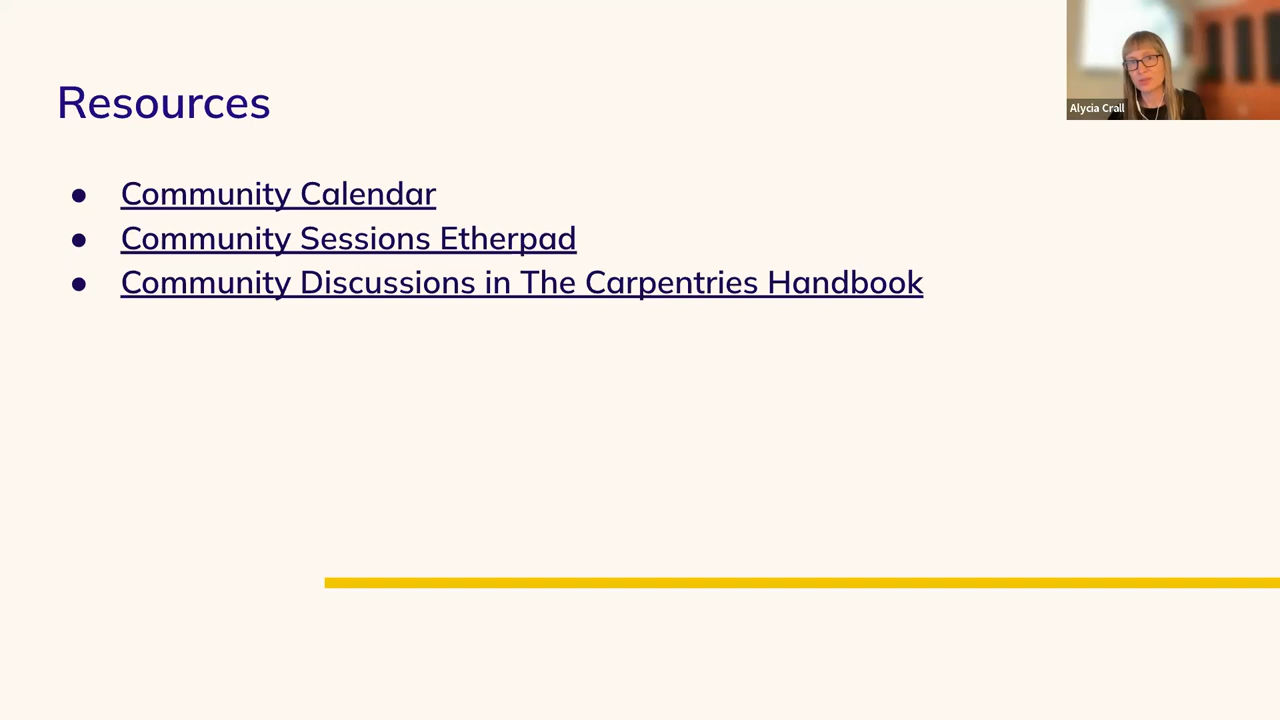 Resources
Alycia Crall
Community Calendar
Community Sessions Etherpad
Community Discussions in The Carpentries Handbook